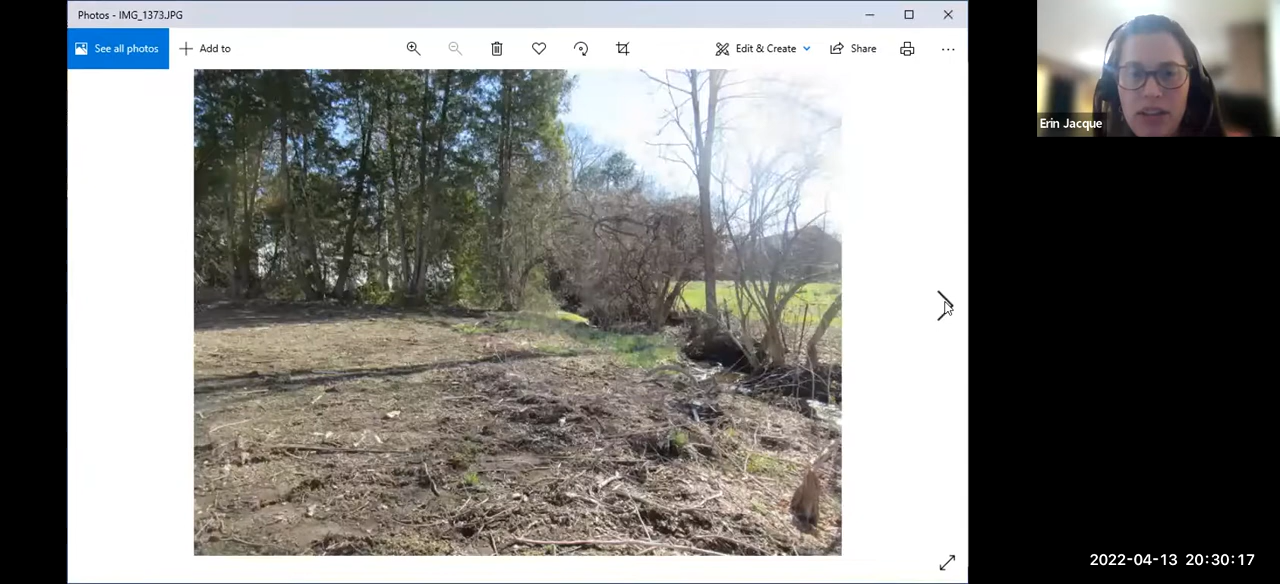 Photos - IMG_1373.JPG
See all photos
Add to
Edit & Create
Share
Erin Jacque
2022-04-13 20:30:17